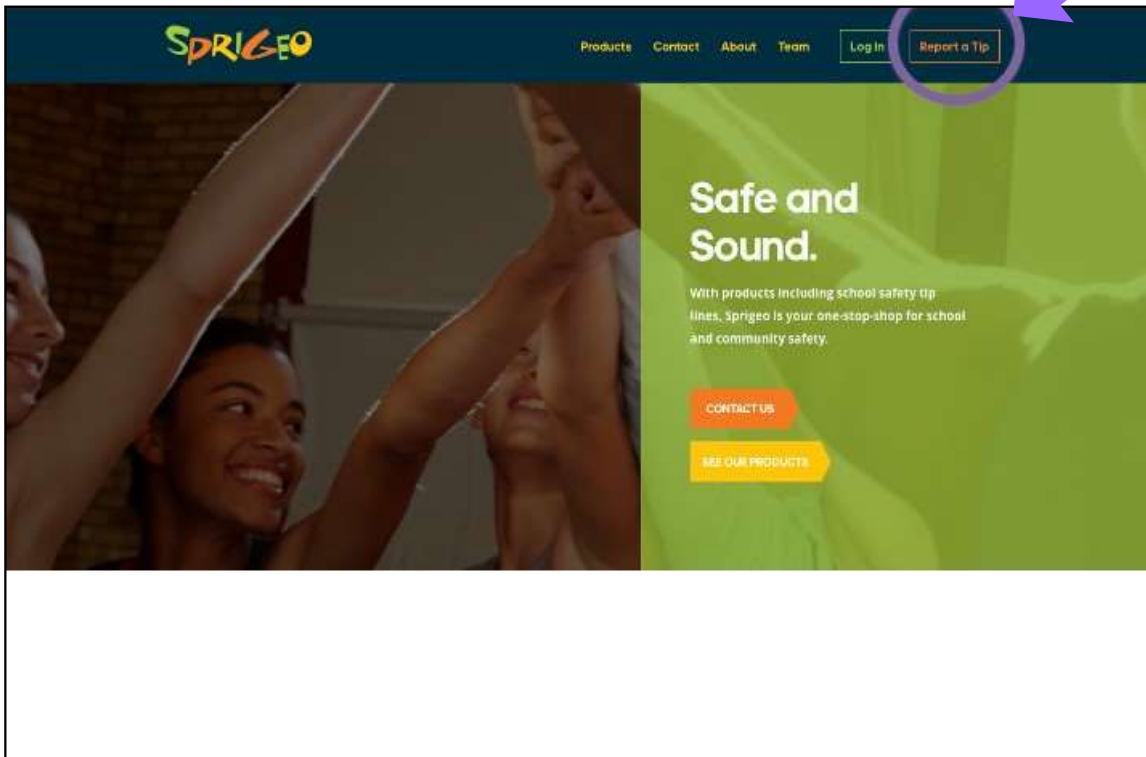 SPRIGEO
Products Contact About Team Log In Report a Tip
Safe and
Sound.
With products including school safety tip
lines, Sprigeo is your one-stop-shop for school
and community safety.
CONTACT US
SEE OUR PRODUCTS